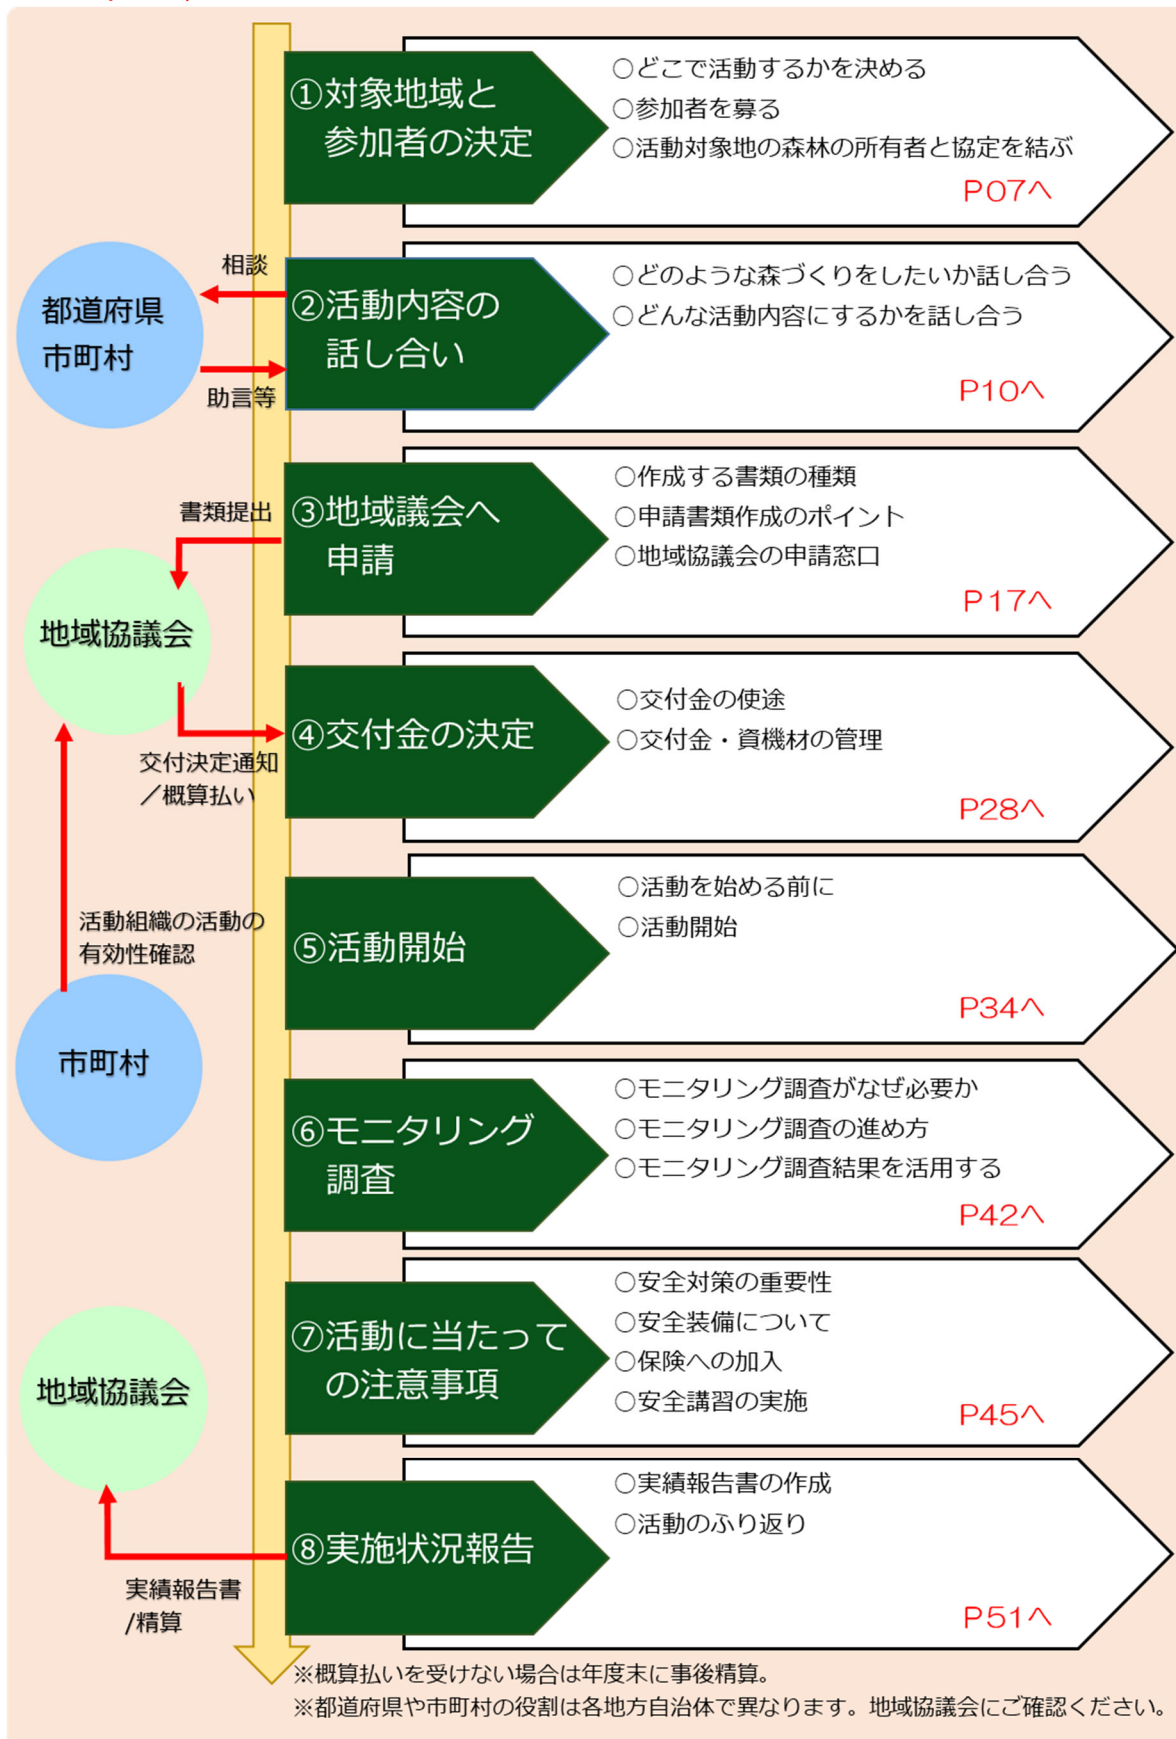 ①対象地域と
参加者の決定
○どこで活動するかを決める
○参加者を募る
○活動対象地の森林の所有者と協定を結ぶ
P07へ
都道府県
市町村
相談
助言等
②活動内容の
話し合い
○どのような森づくりをしたいか話し合う
○どんな活動内容にするかを話し合う
P10へ
書類提出
③地域議会へ
申請
○作成する書類の種類
○申請書類作成のポイント
○地域協議会の申請窓口
P17へ
地域協議会
交付決定通知
／概算払い
④交付金の決定
○交付金の使途
○交付金・資機材の管理
P28へ
活動組織の活動の
有効性確認
市町村
⑤活動開始
○活動を始める前に
○活動開始
P34へ
⑥モニタリング
調査
○モニタリング調査がなぜ必要か
○モニタリング調査の進め方
○モニタリング調査結果を活用する
P42へ
⑦活動に当たって
の注意事項
○安全対策の重要性
○安全装備について
○保険への加入
○安全講習の実施
P45へ
地域協議会
実績報告書
/精算
⑧実施状況報告
○実績報告書の作成
○活動のふり返り
P51へ
※概算払いを受けない場合は年度末に事後精算。
※都道府県や市町村の役割は各地方自治体で異なります。地域協議会にご確認ください。